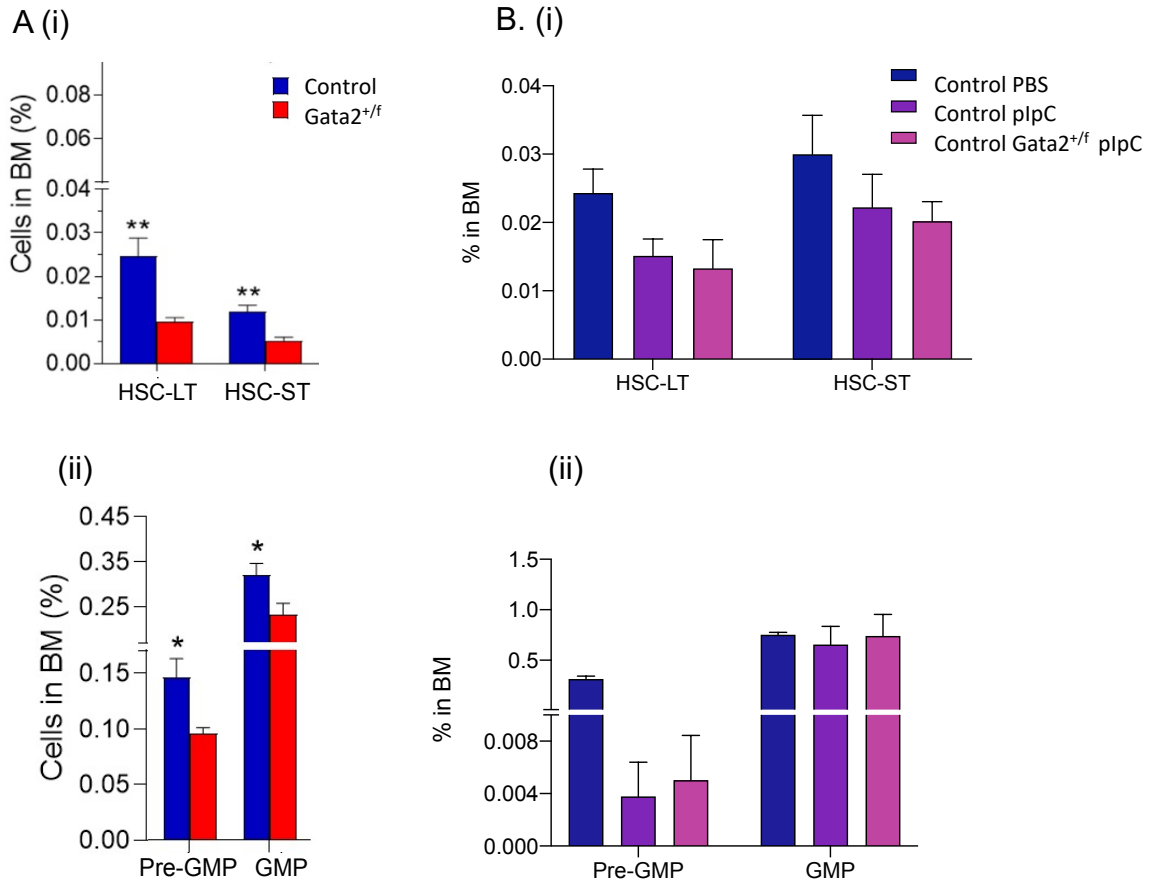 A (i)
Cells in BM (%)
0.08
0.06
0.04
0.03
0.02
0.01
0.00
Control
Gata2+/f
**
**
HSC-LT
HSC-ST
B. (i)
% in BM
0.04
0.03
0.02
0.01
0.00
Control PBS
Control pIpC
Control Gata2+/f pIpC
HSC-LT
HSC-ST
(ii)
Cells in BM (%)
0.45
0.35
0.25
0.15
0.10
0.05
0.00
*
*
Pre-GMP
GMP
(ii)
% in BM
1.5
1.0
0.5
0.008
0.004
0.000
Pre-GMP
GMP